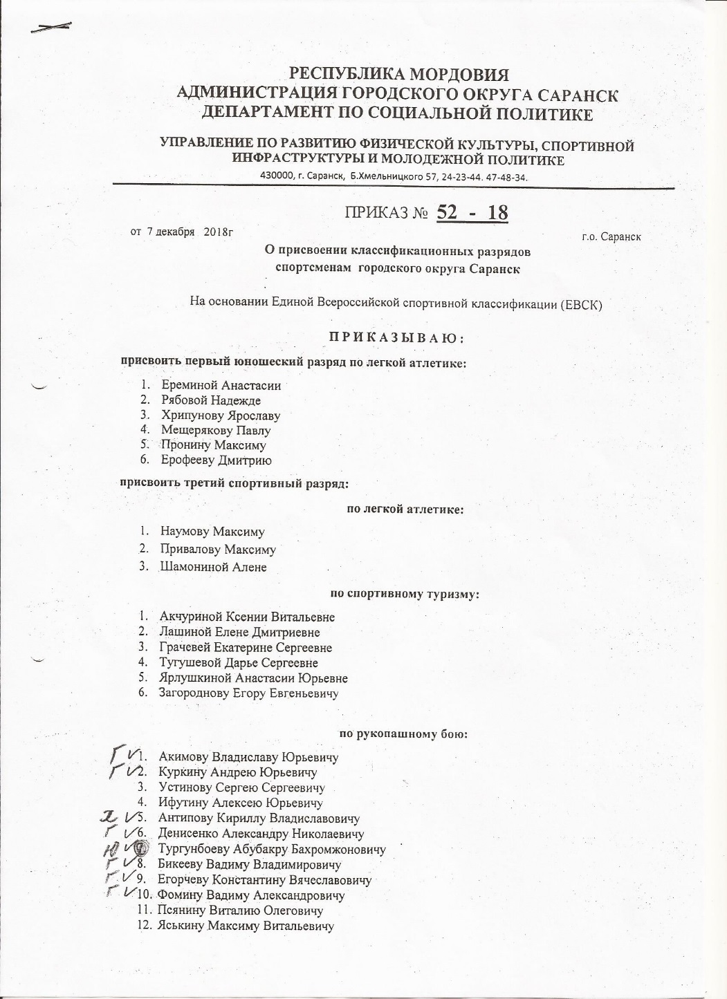 РЕСПУБЛИКА МОРДОВИЯ
АДМИНИСТРАЦИЯ ГОРОДСКОГО ОКРУГА САРАНСК
ДЕПАРТАМЕНТ ПО СОЦИАЛЬНОЙ ПОЛИТИКЕ
УПРАВЛЕНИЕ ПО РАЗВИТИЮ ФИЗИЧЕСКОЙ КУЛЬТУРЫ, СПОРТИВНОЙ
ИНФРАСТРУКТУРЫ И МОЛОДЕЖНОЙ ПОЛИТИКЕ
430000, г. Саранск, Б.Хмельницкого 57, 24-23-44. 47-48-34.
ПРИКАЗ № 52 - 18
от 7 декабря 2018г
г.о. Саранск
О присвоении классификационных разрядов
спортсменам городского округа Саранск
На основании Единой Всероссийской спортивной классификации (ЕВСК)
П Р И К А З Ы В А Ю :
присвоить первый юношеский разряд по легкой атлетике:
1. Ереминой Анастасии
2. Рябовой Надежде
3. Хрипунову Ярославу
4. Мещерякову Павлу
5. Пронину Максиму
6. Ерофееву Дмитрию
присвоить третий спортивный разряд:
по легкой атлетике:
1. Наумову Максиму
2. Привалову Максиму
3. Шамониной Алене
по спортивному туризму:
1. Акчуриной Ксении Витальевне
2. Лашиной Елене Дмитриевне
3. Грачевей Екатерине Сергеевне
4. Тугушевой Дарье Сергеевне
5. Ярлушкиной Анастасии Юрьевне
6. Загороднову Егору Евгеньевичу
по рукопашному бою:
Г ✓1. Акимову Владиславу Юрьевичу
Г ✓2. Куркину Андрею Юрьевичу
3. Устинову Сергею Сергеевичу
4. Ифутину Алексею Юрьевичу
✓5. Антипову Кириллу Владиславовичу
Г ✓6. Денисенко Александру Николаевичу
Ю ✓7. Тургунбоеву Абубакру Бахромжоновичу
Г ✓8. Бикееву Вадиму Владимировичу
Г ✓9. Егорчеву Константину Вячеславовичу
Г ✓10. Фомину Вадиму Александровичу
11. Псянину Виталию Олеговичу
12. Яськину Максиму Витальевичу